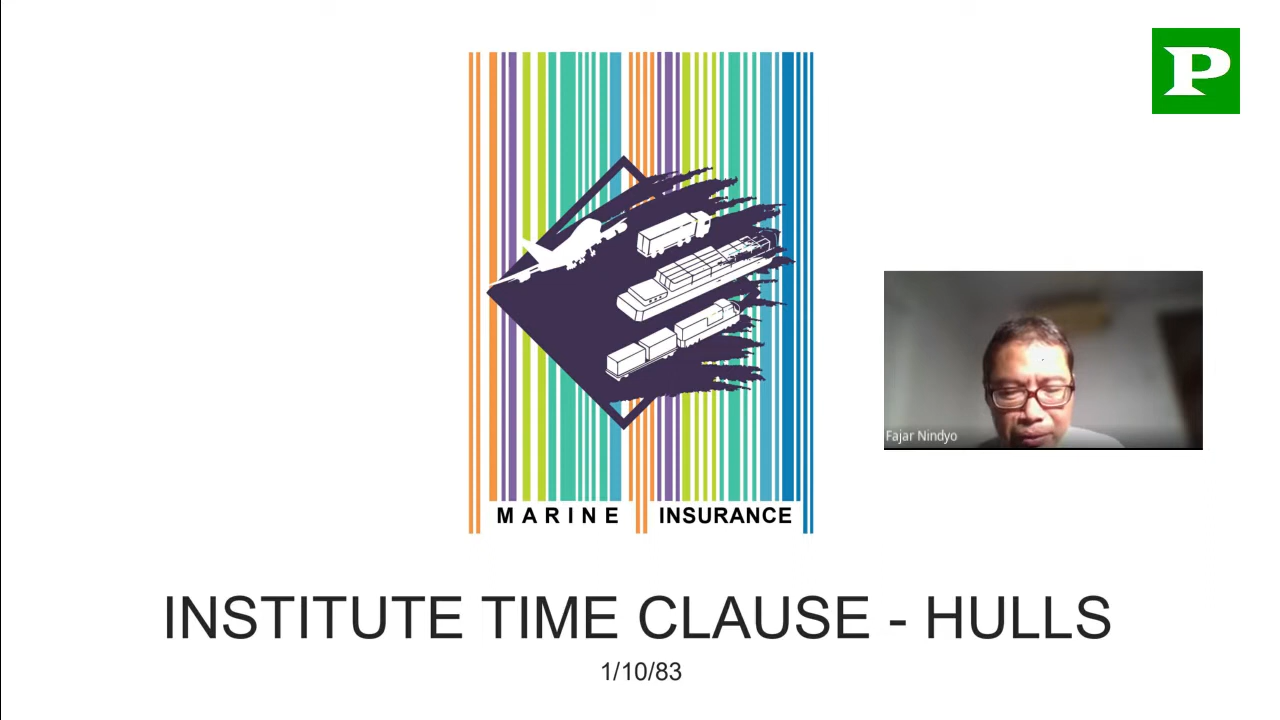 P
MARINE INSURANCE
Fajar Nindyo
INSTITUTE TIME CLAUSE - HULLS
1/10/83